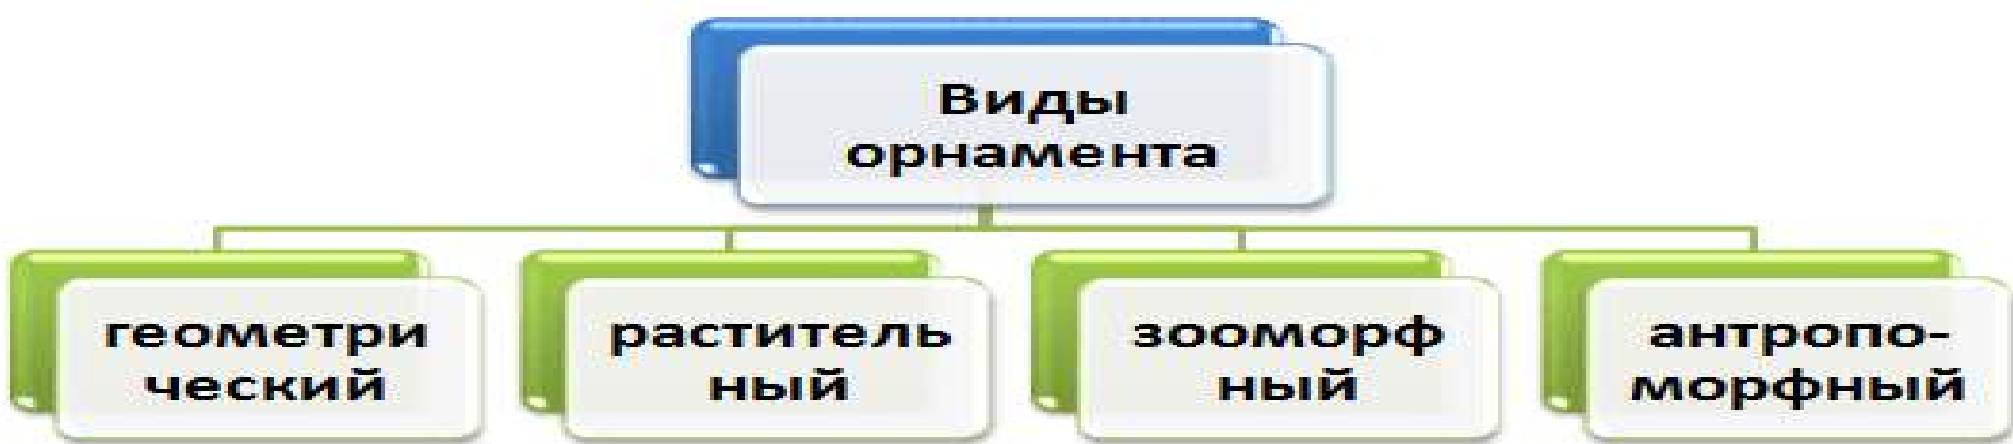 Виды
орнамента
геометри
ческий
раститель
ный
зооморф
ный
антропо-
морфный